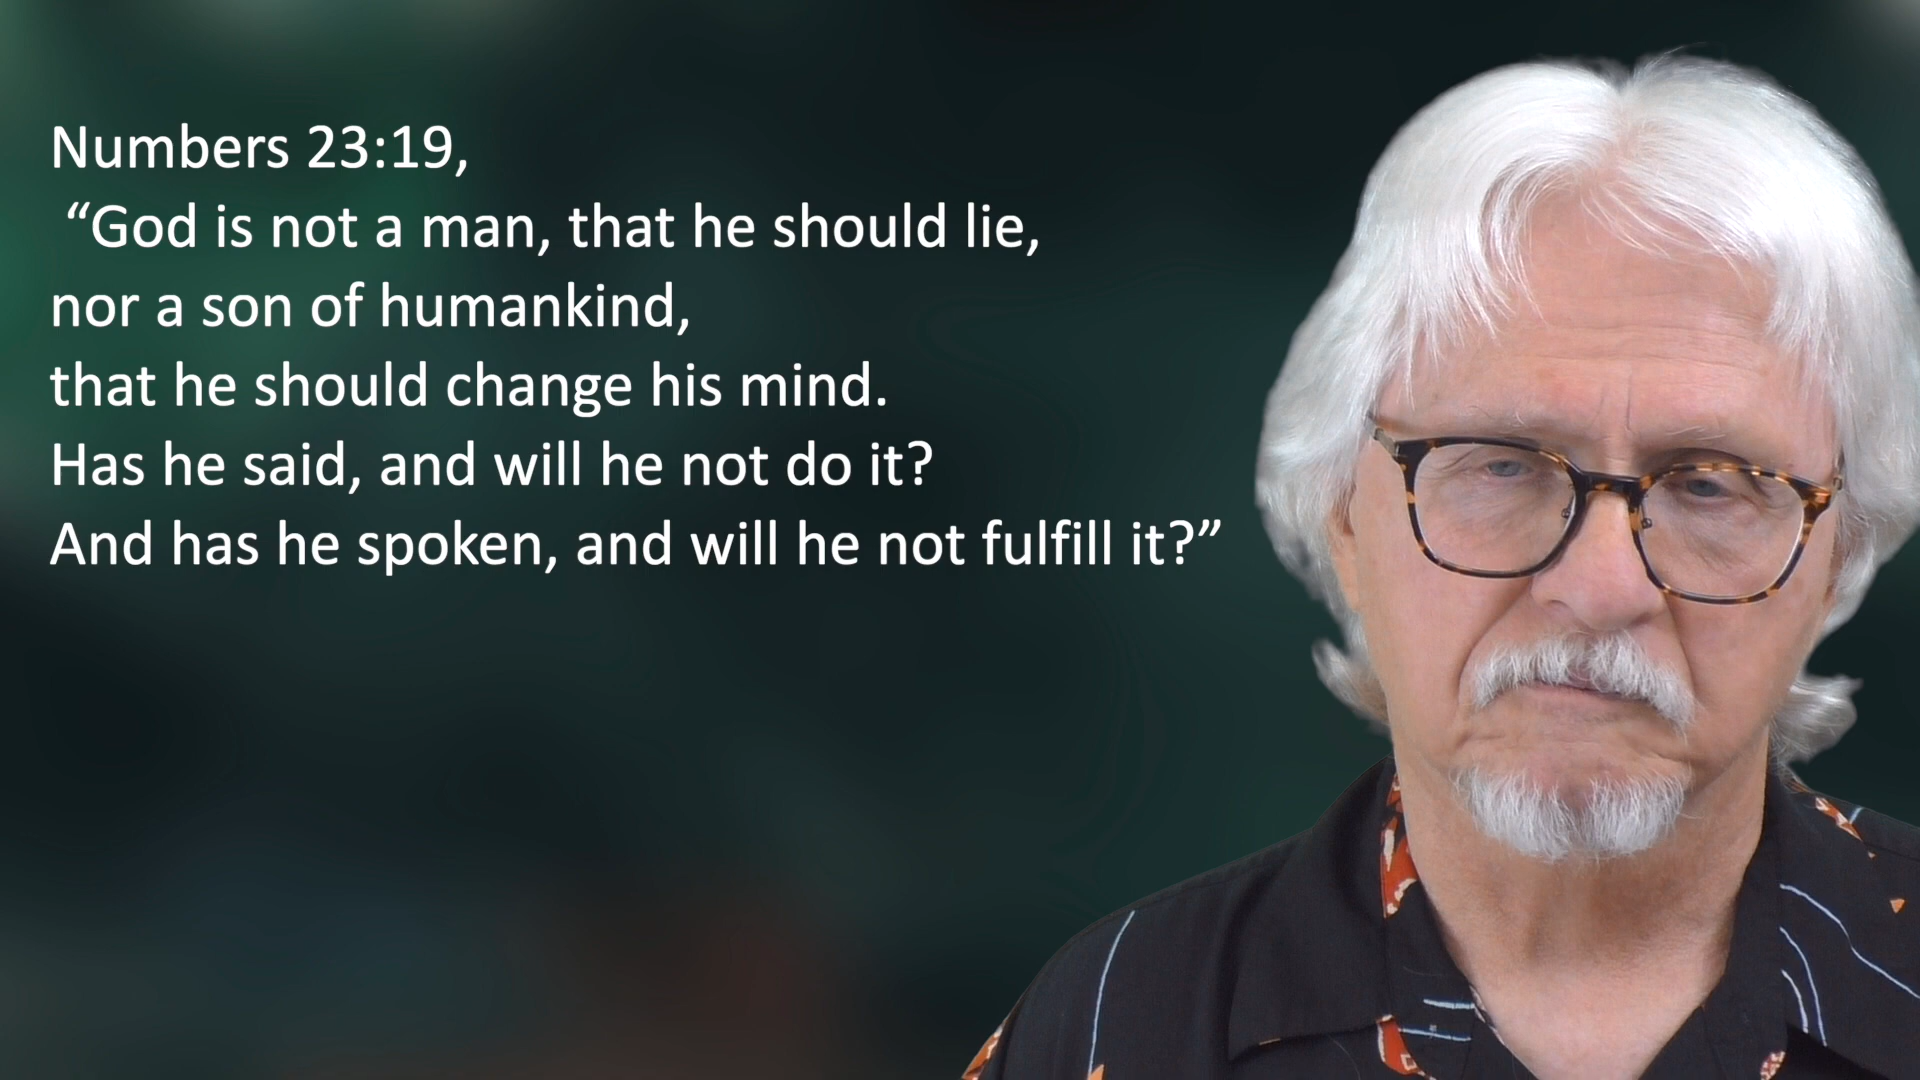 Numbers 23:19,
“God is not a man, that he should lie,
nor a son of humankind,
that he should change his mind.
Has he said, and will he not do it?
And has he spoken, and will he not fulfill it?”